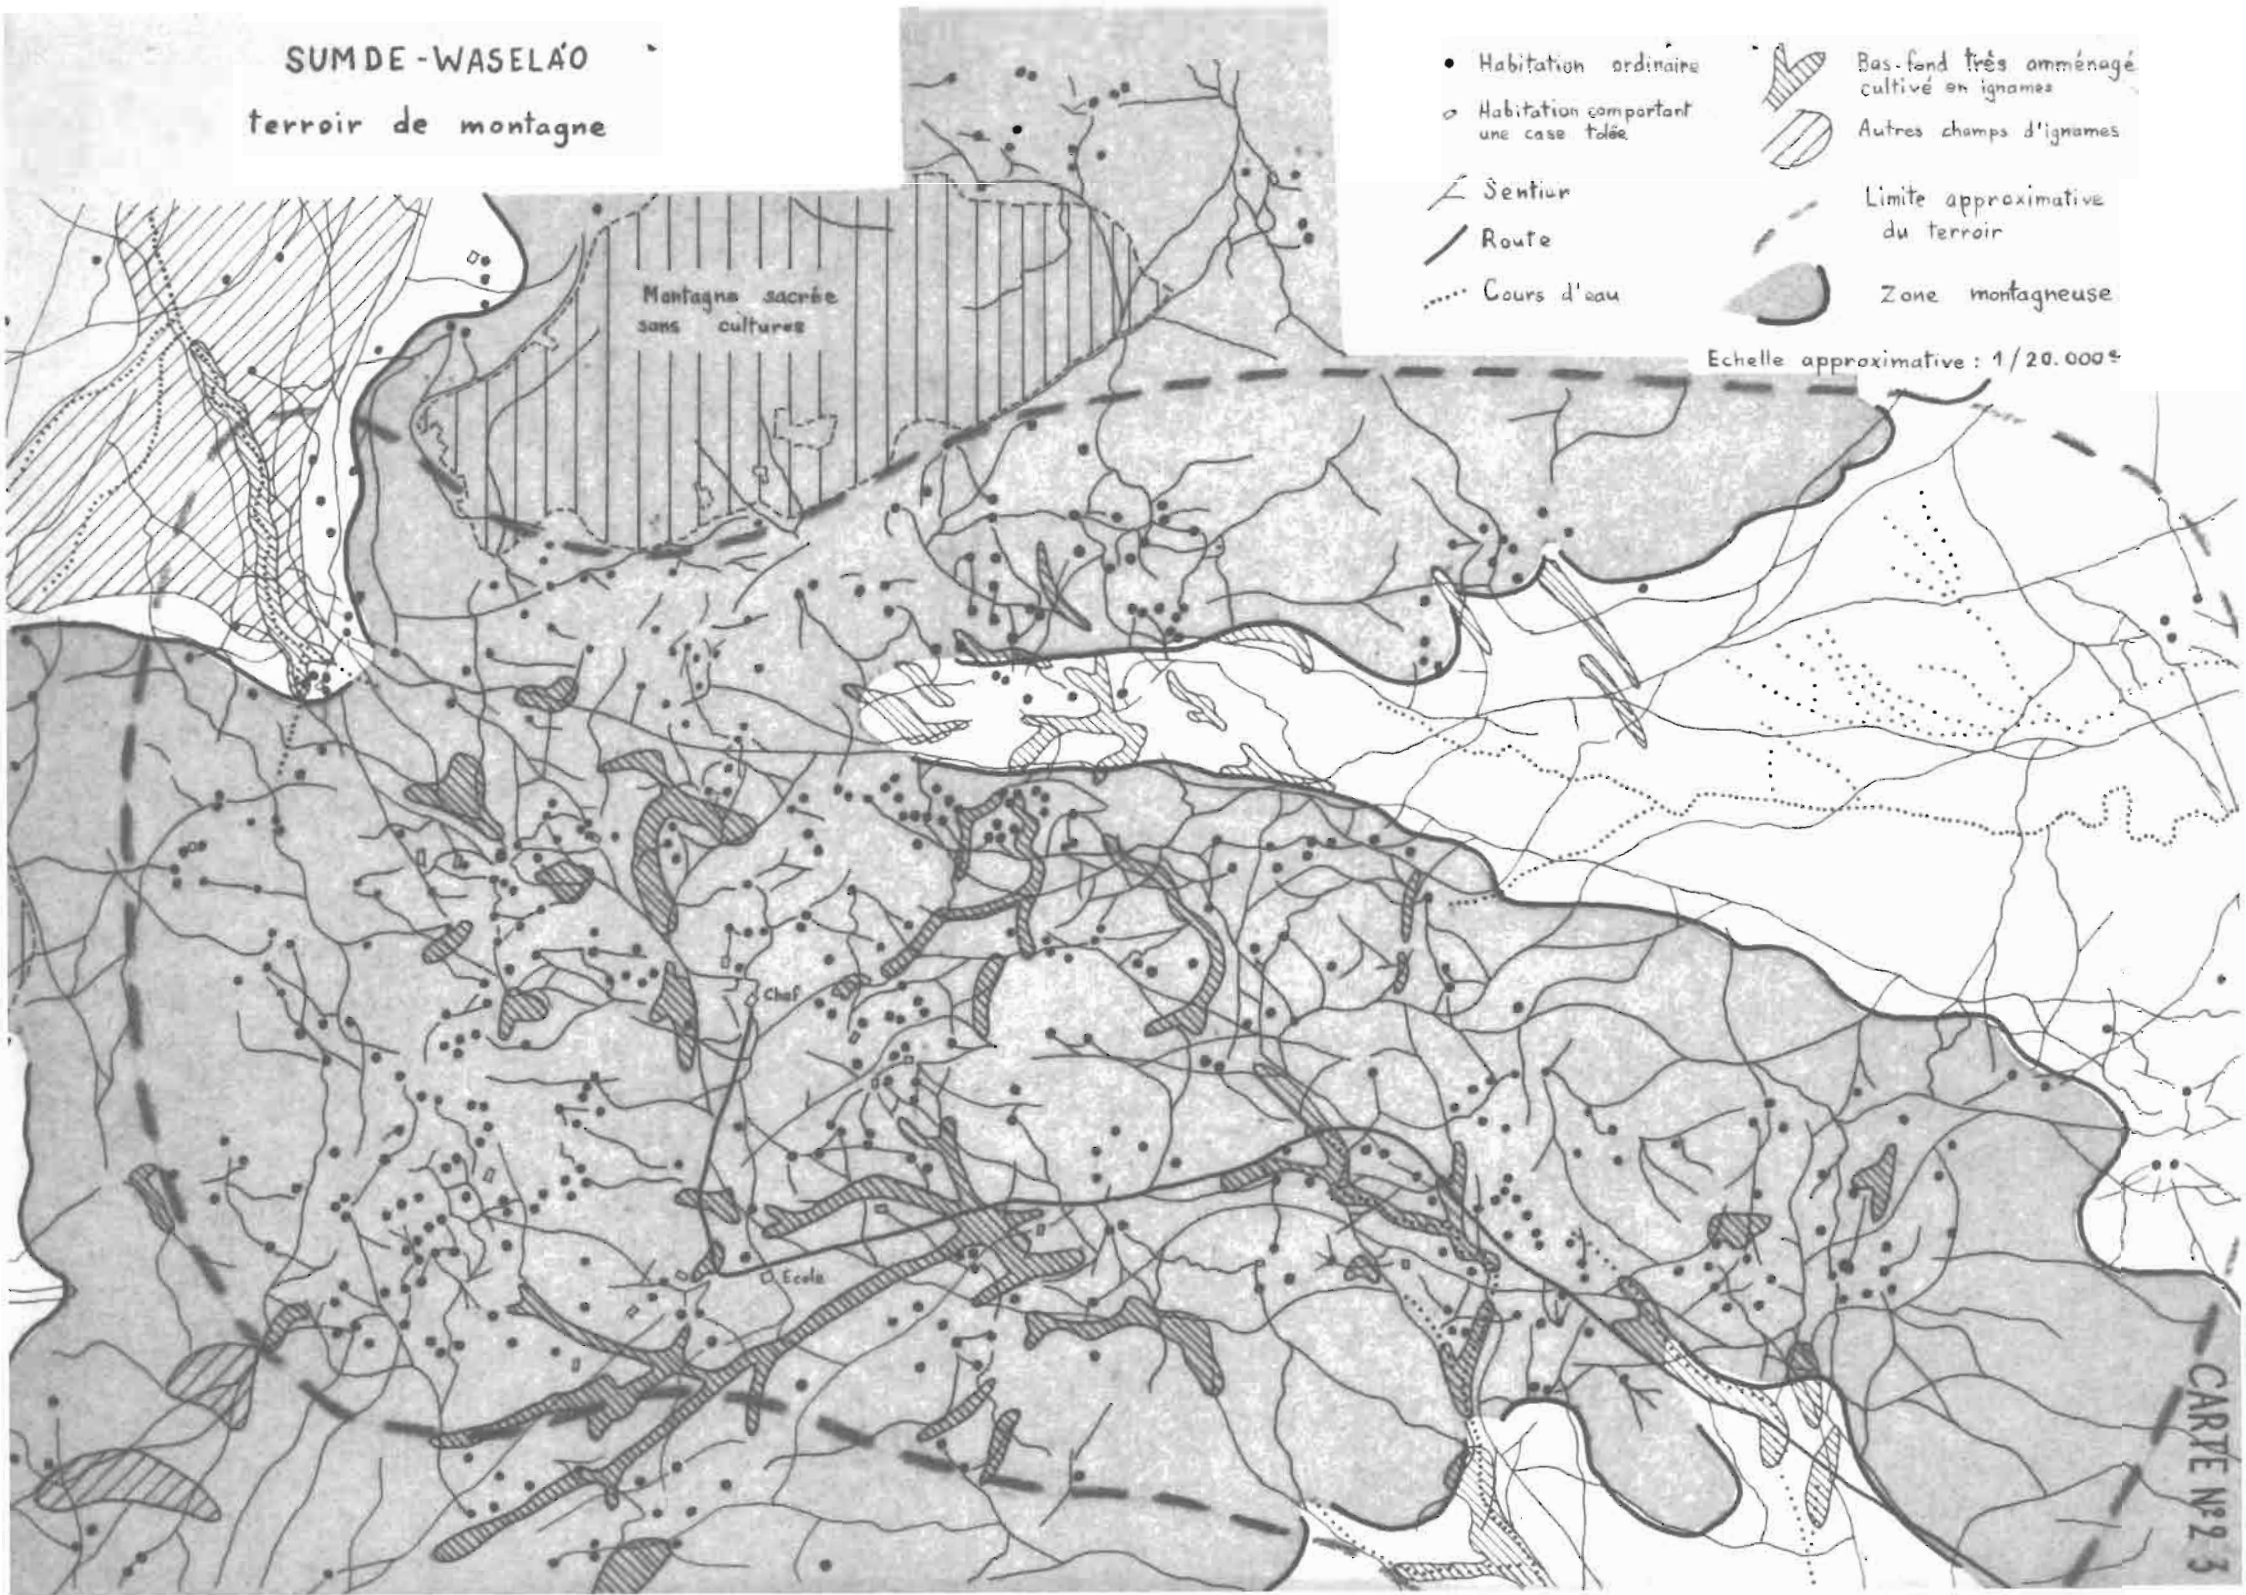 SUMDE-WASELÁO
terroir de montagne
Habitation ordinaire
Habitation comportant
une case tolée
Sentier
Route
Cours d'eau
Bas-fond très amménagé
cultivé en ignames
Autres champs d'ignames
Limite approximative
du terroir
Zone montagneuse
Echelle approximative : 1/20.000e
Montagne sacrée
sans cultures
Chef
Ecole
CARTE Nº23